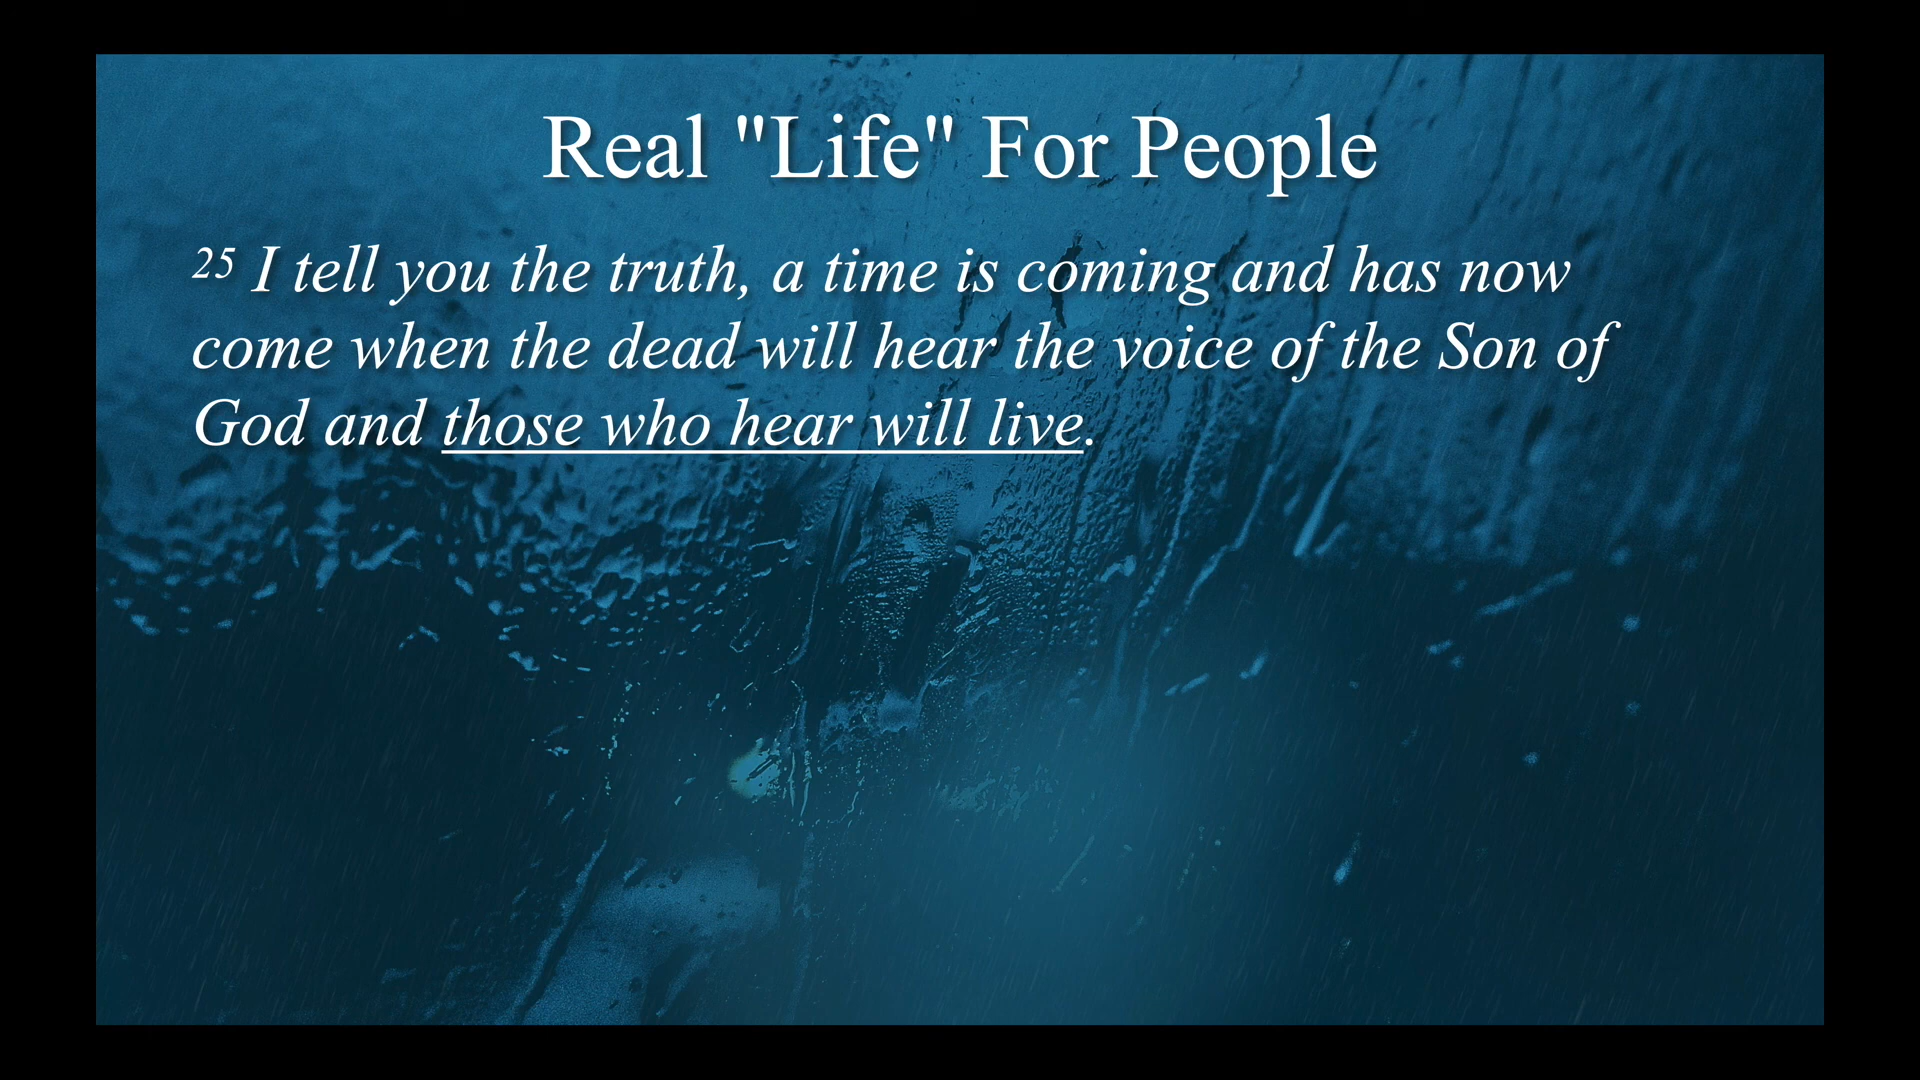 Real "Life" For People
25 I tell you the truth, a time is coming and has now
come when the dead will hear the voice of the Son of
God and those who hear will live.